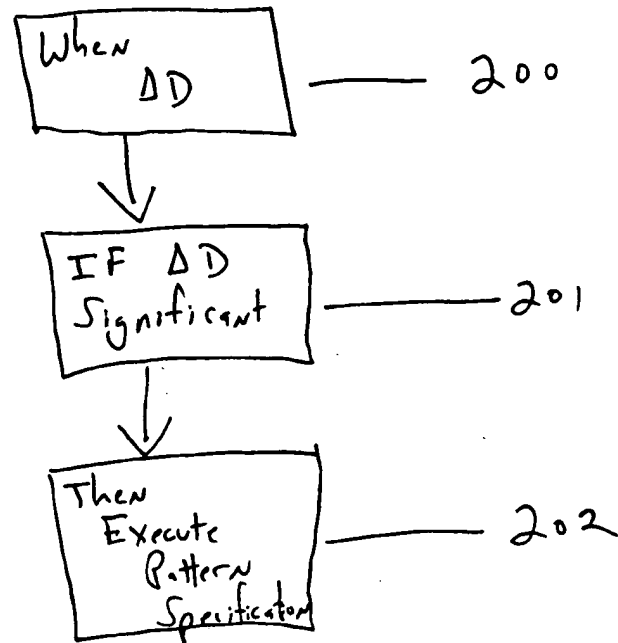 When
ΔD
200
IF ΔD
Significant
201
Then
Execute
Pattern
Specification
202